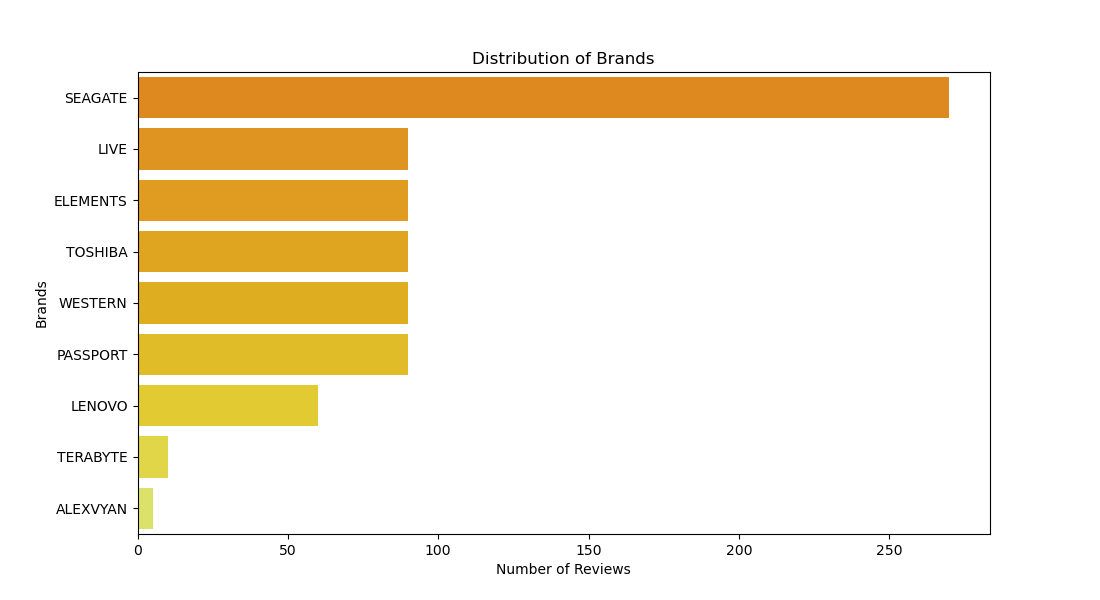 Distribution of Brands
SEAGATE
LIVE
ELEMENTS
TOSHIBA
WESTERN
PASSPORT
LENOVO
TERABYTE
ALEXVYAN
Brands
0 50 100 150 200 250
Number of Reviews